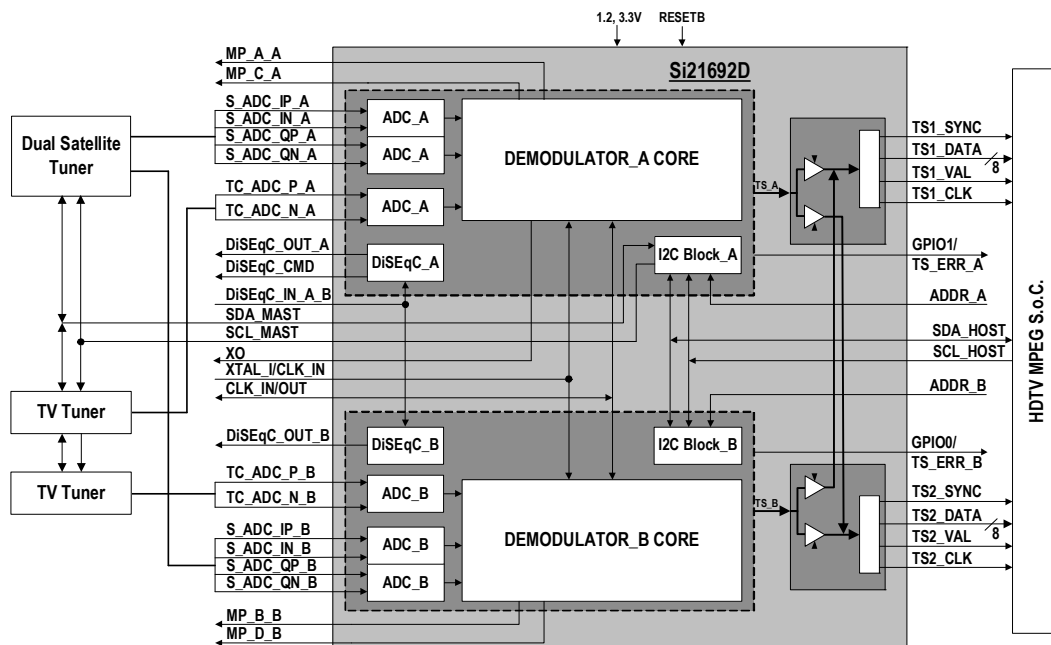 1.2, 3.3V
RESETB
Si21692D
MP_A_A
MP_C_A
S_ADC_IP_A
S_ADC_IN_A
S_ADC_QP_A
S_ADC_QN_A
TC_ADC_P_A
TC_ADC_N_A
DiSEqC_OUT_A
DiSEqC_CMD
DiSEqC_IN_A_B
SDA_MAST
SCL_MAST
XO
XTAL_I/CLK_IN
CLK_IN/OUT
DiSEqC_OUT_B
TC_ADC_P_B
TC_ADC_N_B
S_ADC_IP_B
S_ADC_IN_B
S_ADC_QP_B
S_ADC_QN_B
MP_B_B
MP_D_B
Dual Satellite
Tuner
TV Tuner
TV Tuner
ADC_A
ADC_A
ADC_A
DiSEqC_A
DEMODULATOR_A CORE
I2C Block_A
DiSEqC_B
I2C Block_B
ADC_B
ADC_B
ADC_B
DEMODULATOR_B CORE
TS_A
TS_B
TS1_SYNC
TS1_DATA
8
TS1_VAL
TS1_CLK
GPIO1/
TS_ERR_A
ADDR_A
SDA_HOST
SCL_HOST
ADDR_B
GPIO0/
TS_ERR_B
TS2_SYNC
TS2_DATA
8
TS2_VAL
TS2_CLK
HDTV MPEG S.o.C.